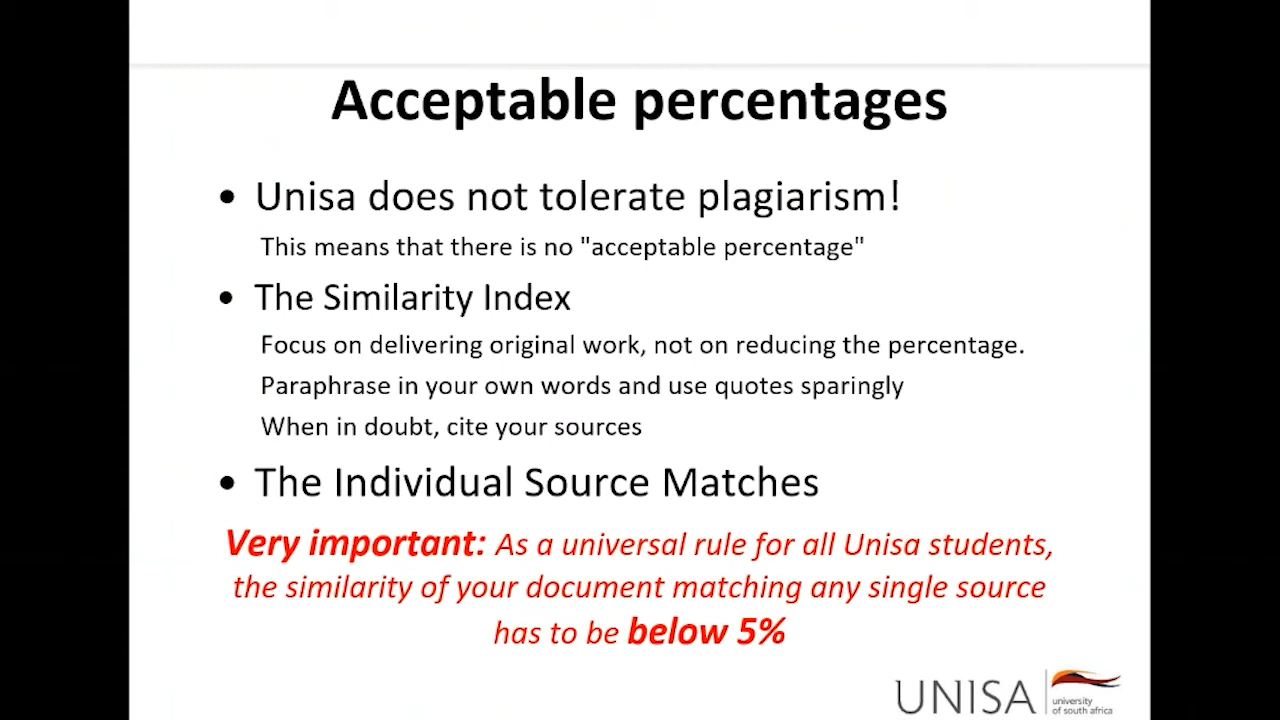 Acceptable percentages
• Unisa does not tolerate plagiarism!
This means that there is no "acceptable percentage"
• The Similarity Index
Focus on delivering original work, not on reducing the percentage.
Paraphrase in your own words and use quotes sparingly
When in doubt, cite your sources
• The Individual Source Matches
Very important: As a universal rule for all Unisa students,
the similarity of your document matching any single source
has to be below 5%
UNISA
university
of south africa